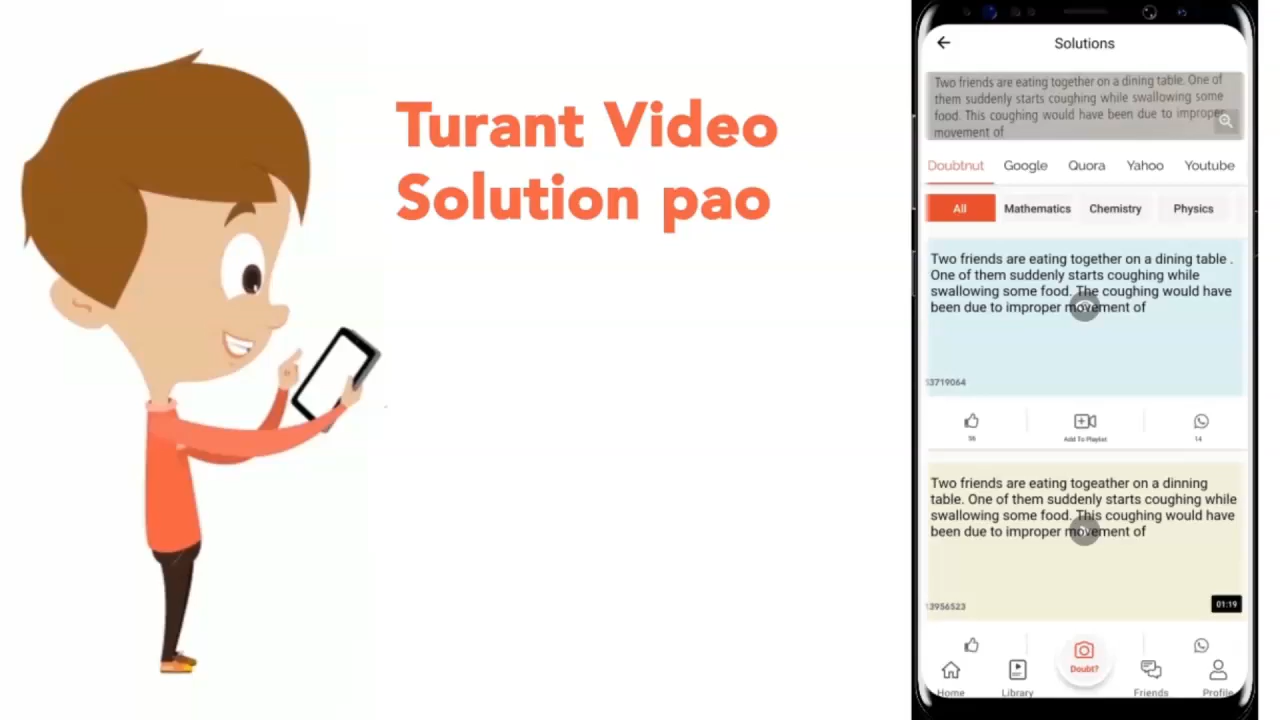 Turant Video
Solution pao
Solutions
Two friends are eating together on a dining table. One of
them suddenly starts coughing while swallowing some
food. This coughing would have been due to improper
movement of
Doubtnut Google Quora Yahoo Youtube
All Mathematics Chemistry Physics
Two friends are eating together on a dining table .
One of them suddenly starts coughing while
swallowing some food. The coughing would have
been due to improper movement of
53719064
56 Add To Playlist 14
Two friends are eating togeather on a dinning
table. One of them suddenly starts coughing while
swallowing some food. This coughing would have
been due to improper movement of
13956523
01:19
Doubt?
Home Library Friends Profile